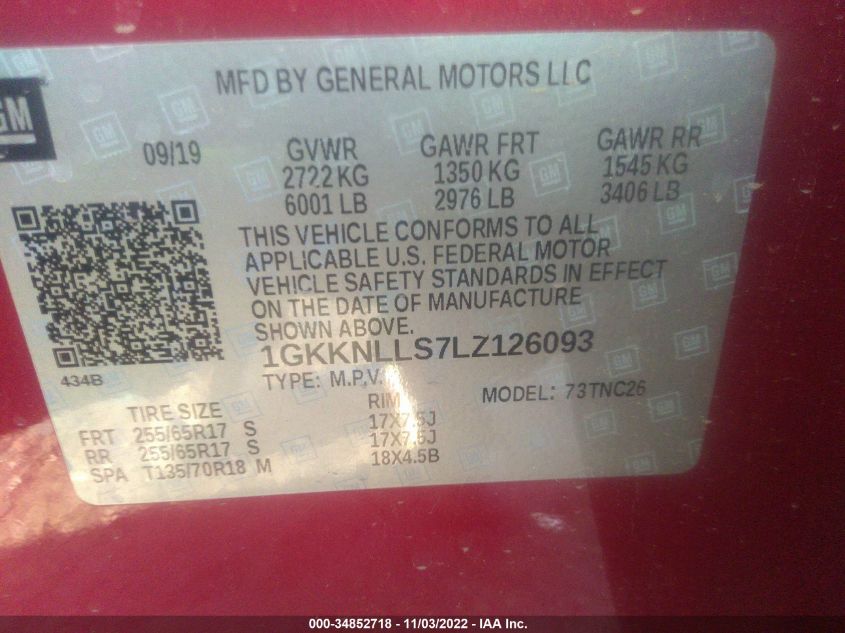 MFD BY GENERAL MOTORS LLC
GM
09/19 GVWR GAWR FRT GAWR RR
2722 KG 1350 KG 1545 KG
6001 LB 2976 LB 3406 LB
THIS VEHICLE CONFORMS TO ALL
APPLICABLE U.S. FEDERAL MOTOR
VEHICLE SAFETY STANDARDS IN EFFECT
ON THE DATE OF MANUFACTURE
SHOWN ABOVE.
1GKKNLLS7LZ126093
434B
TYPE: M.P.V. MODEL: 73TNC26
TIRE SIZE RIM
FRT 255/65R17 S 17X7.5J
RR 255/65R17 S 17X7.5J
SPA T135/70R18 M 18X4.5B
000-34852718 - 11/03/2022 - IAA Inc.